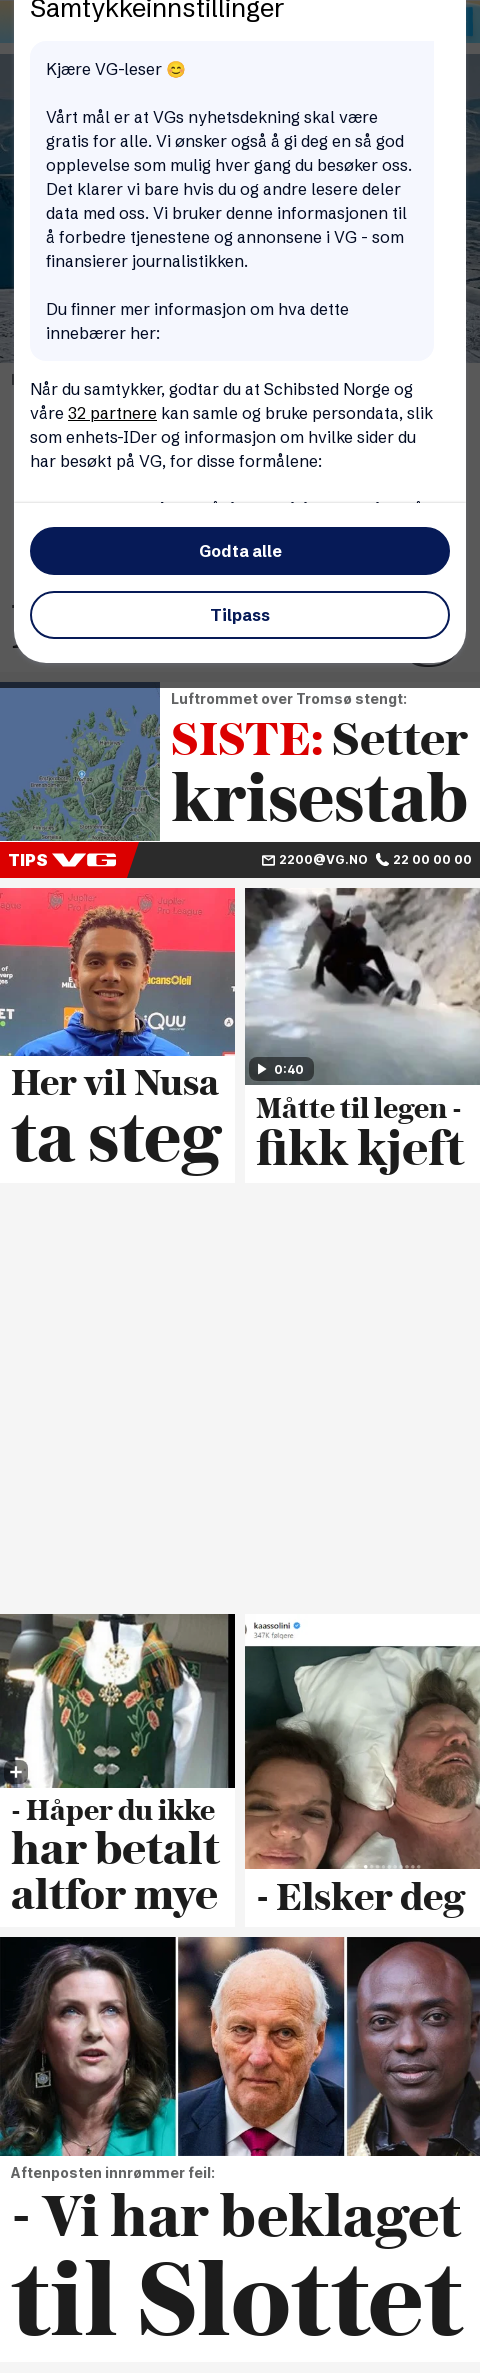 Samtykkeinnstillinger
Kjære VG-leser 😊
Vårt mål er at VGs nyhetsdekning skal være
gratis for alle. Vi ønsker også å gi deg en så god
opplevelse som mulig hver gang du besøker oss.
Det klarer vi bare hvis du og andre lesere deler
data med oss. Vi bruker denne informasjonen til
å forbedre tjenestene og annonsene i VG - som
finansierer journalistikken.
Du finner mer informasjon om hva dette
innebærer her:
Når du samtykker, godtar du at Schibsted Norge og
våre 32 partnere kan samle og bruke persondata, slik
som enhets-IDer og informasjon om hvilke sider du
har besøkt på VG, for disse formålene:
Godta alle
Tilpass
Luftrommet over Tromsø stengt:
SISTE: Setter
krisestab
TIPS VG
2200@VG.NO 22 00 00 00
Jupiter
Pro League
Her vil Nusa
ta steg
0:40
Måtte til legen -
fikk kjeft
- Håper du ikke
har betalt
altfor mye
kaassolini
347K følgere
- Elsker deg
Aftenposten innrømmer feil:
- Vi har beklaget
til Slottet